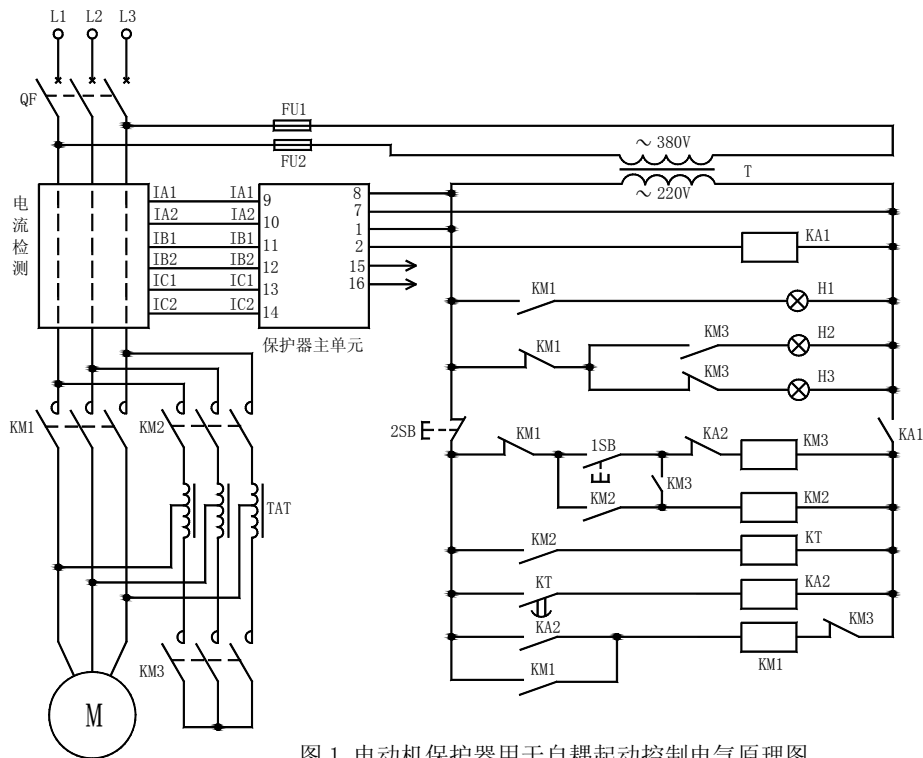 L1 L2 L3
QF
FU1
FU2
～380V
T
～220V
电流检测
IA1 IA1 9
IA2 IA2 10
IB1 IB1 11
IB2 IB2 12
IC1 IC1 13
IC2 IC2 14
8
7
1
2
15
16
保护器主单元
KA1
KM1 H1
KM1 KM3 H2
KM3 H3
KM1 KM2
2SB KM1 1SB KA2 KM3 KA1
KM3
KM2 KM2
TAT
KM2 KT
KT KA2
KA2 KM1 KM3
KM1
KM3
M
图 1 电动机保护器用于自耦起动控制电气原理图